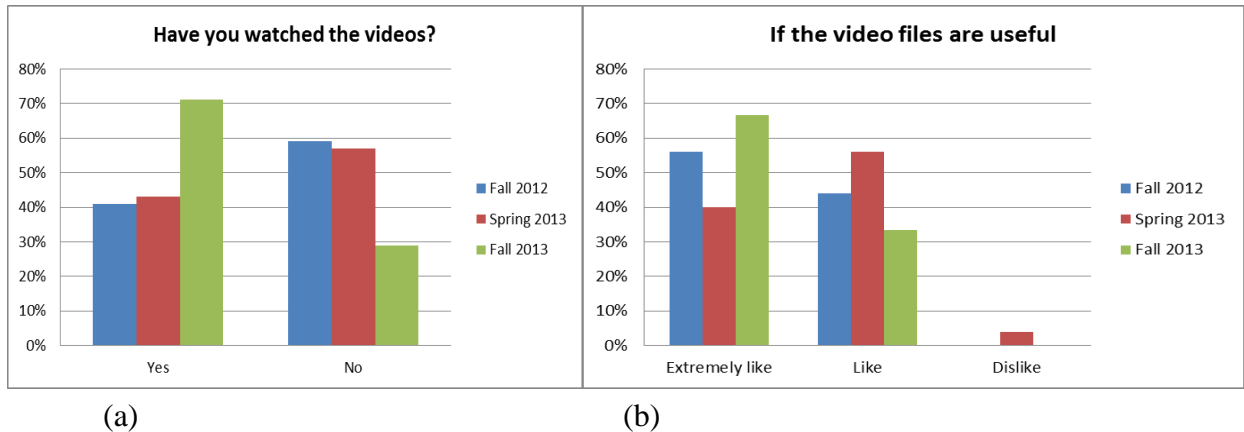 Have you watched the videos?
80%
70%
60%
50%
40%
30%
20%
10%
0%
Yes No
Fall 2012
Spring 2013
Fall 2013
If the video files are useful
80%
70%
60%
50%
40%
30%
20%
10%
0%
Extremely like Like Dislike
Fall 2012
Spring 2013
Fall 2013
(a) (b)